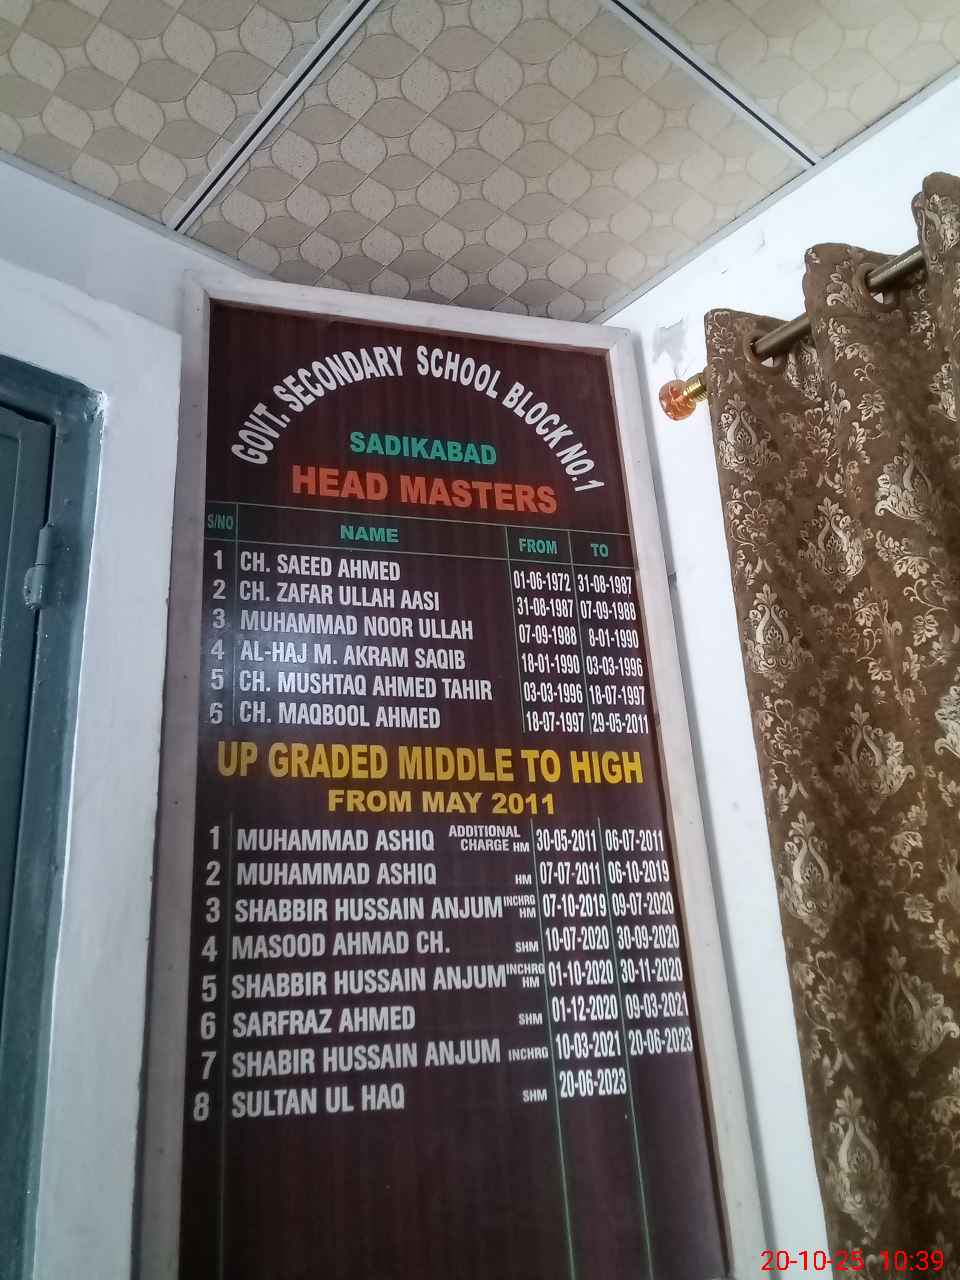 GOVT. SECONDARY SCHOOL BLOCK NO.1
SADIKABAD
HEAD MASTERS
S/NO NAME FROM TO
1 CH. SAEED AHMED 01-06-1972 31-08-1987
2 CH. ZAFAR ULLAH AASI 31-08-1987 07-09-1988
3 MUHAMMAD NOOR ULLAH 07-09-1988 8-01-1990
4 AL-HAJ M. AKRAM SAQIB 18-01-1990 03-03-1996
5 CH. MUSHTAQ AHMED TAHIR 03-03-1996 18-07-1997
6 CH. MAQBOOL AHMED 18-07-1997 29-05-2011
UP GRADED MIDDLE TO HIGH
FROM MAY 2011
1 MUHAMMAD ASHIQ ADDITIONAL CHARGE HM 30-05-2011 06-07-2011
2 MUHAMMAD ASHIQ HM 07-07-2011 06-10-2019
3 SHABBIR HUSSAIN ANJUM INCHRG HM 07-10-2019 09-07-2020
4 MASOOD AHMAD CH. SHM 10-07-2020 30-09-2020
5 SHABBIR HUSSAIN ANJUM INCHRG HM 01-10-2020 30-11-2020
6 SARFRAZ AHMED SHM 01-12-2020 09-03-2021
7 SHABIR HUSSAIN ANJUM INCHRG 10-03-2021 20-06-2023
8 SULTAN UL HAQ SHM 20-06-2023
20-10-25 10:39